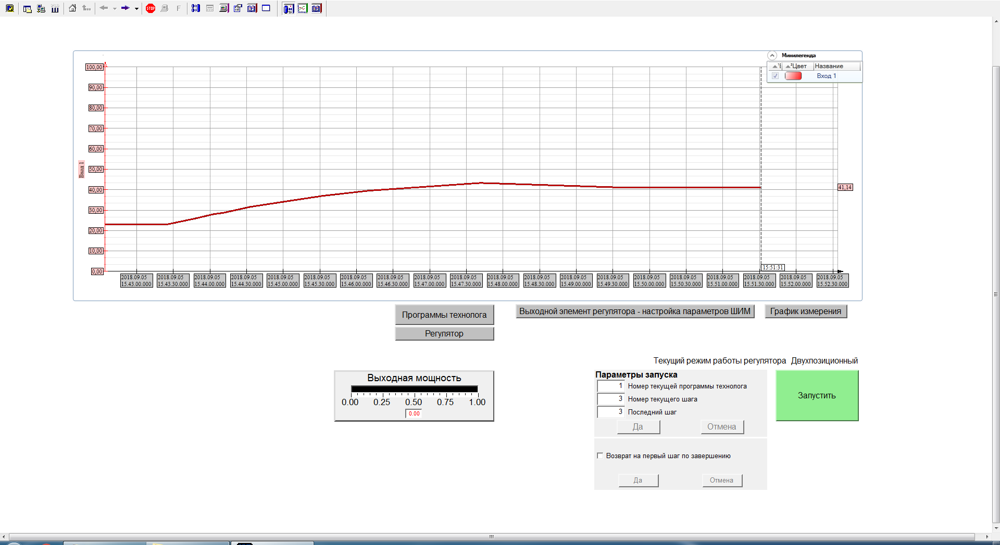 STOP
F
Минилегенда
Цвет
Название
Вход 1
100,00
90,00
80,00
70,00
60,00
50,00
40,00
30,00
20,00
10,00
0,00
Вход 1
41,14
15:51:31
2018.09.05 15.43.00.000
2018.09.05 15.43.30.000
2018.09.05 15.44.00.000
2018.09.05 15.44.30.000
2018.09.05 15.45.00.000
2018.09.05 15.45.30.000
2018.09.05 15.46.00.000
2018.09.05 15.46.30.000
2018.09.05 15.47.00.000
2018.09.05 15.47.30.000
2018.09.05 15.48.00.000
2018.09.05 15.48.30.000
2018.09.05 15.49.00.000
2018.09.05 15.49.30.000
2018.09.05 15.50.00.000
2018.09.05 15.50.30.000
2018.09.05 15.51.00.000
2018.09.05 15.51.30.000
2018.09.05 15.52.00.000
2018.09.05 15.52.30.000
Программы технолога
Выходной элемент регулятора - настройка параметров ШИМ
График измерения
Регулятор
Текущий режим работы регулятора Двухпозиционный
Выходная мощность
0.00 0.25 0.50 0.75 1.00
0.00
Параметры запуска
1 Номер текущей программы технолога
3 Номер текущего шага
3 Последний шаг
Да Отмена
Запустить
Возврат на первый шаг по завершению
Да Отмена